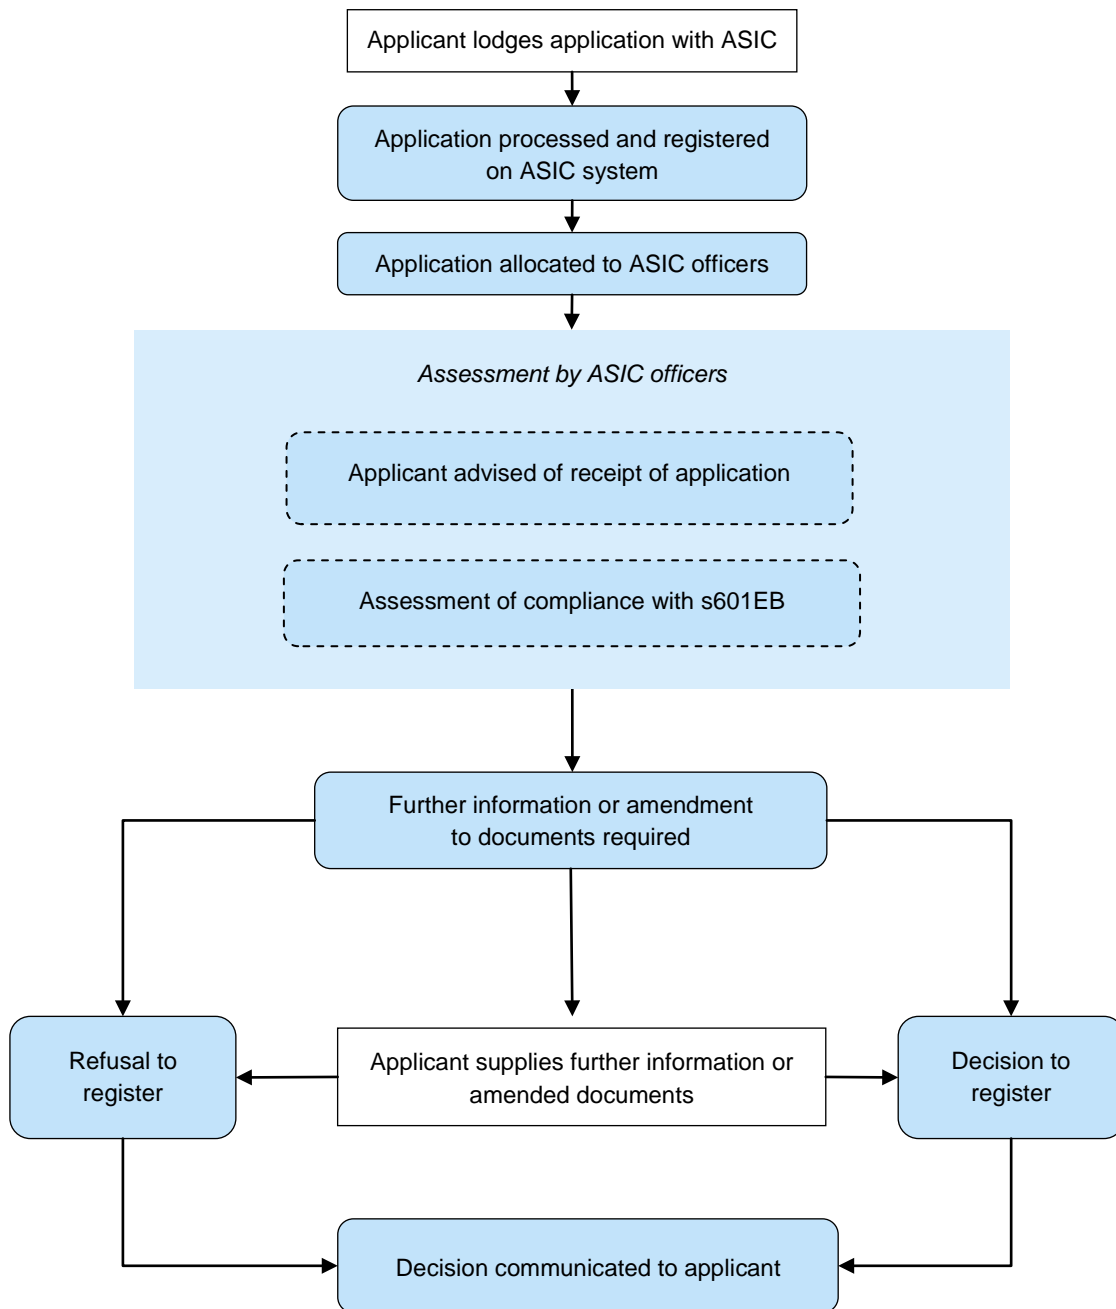 Applicant lodges application with ASIC
Application processed and registered
on ASIC system
Application allocated to ASIC officers
Assessment by ASIC officers
Applicant advised of receipt of application
Assessment of compliance with s601EB
Further information or amendment
to documents required
Refusal to
register
Applicant supplies further information or
amended documents
Decision to
register
Decision communicated to applicant